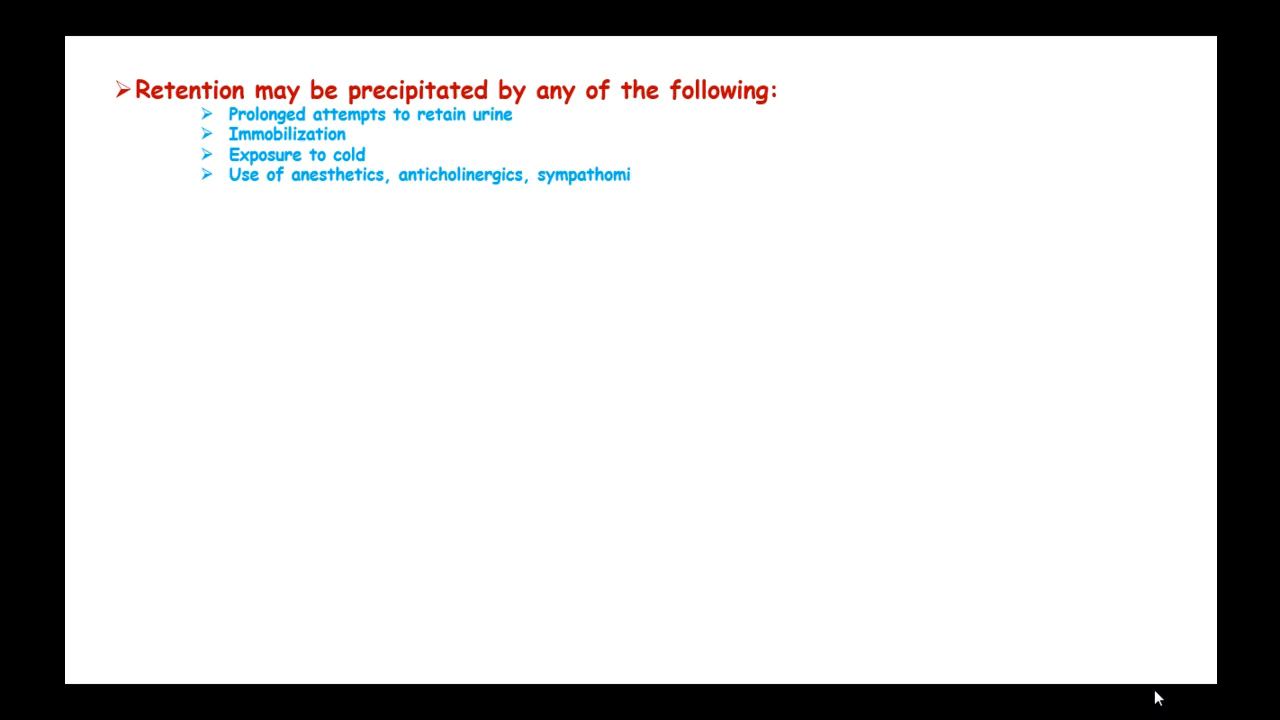 Retention may be precipitated by any of the following:
Prolonged attempts to retain urine
Immobilization
Exposure to cold
Use of anesthetics, anticholinergics, sympathomi